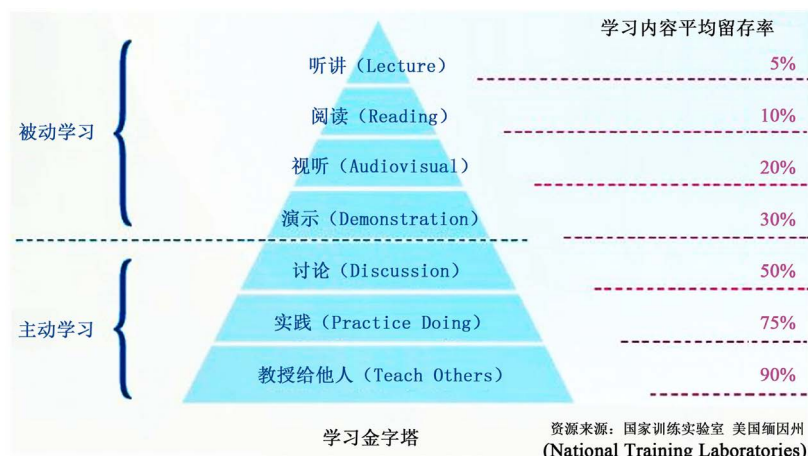 学习内容平均留存率
听讲（Lecture） 5%
阅读（Reading） 10%
被动学习
视听（Audiovisual） 20%
演示（Demonstration） 30%
讨论（Discussion） 50%
主动学习
实践（Practice Doing） 75%
教授给他人（Teach Others） 90%
学习金字塔
资源来源：国家训练实验室 美国缅因州
(National Training Laboratories)